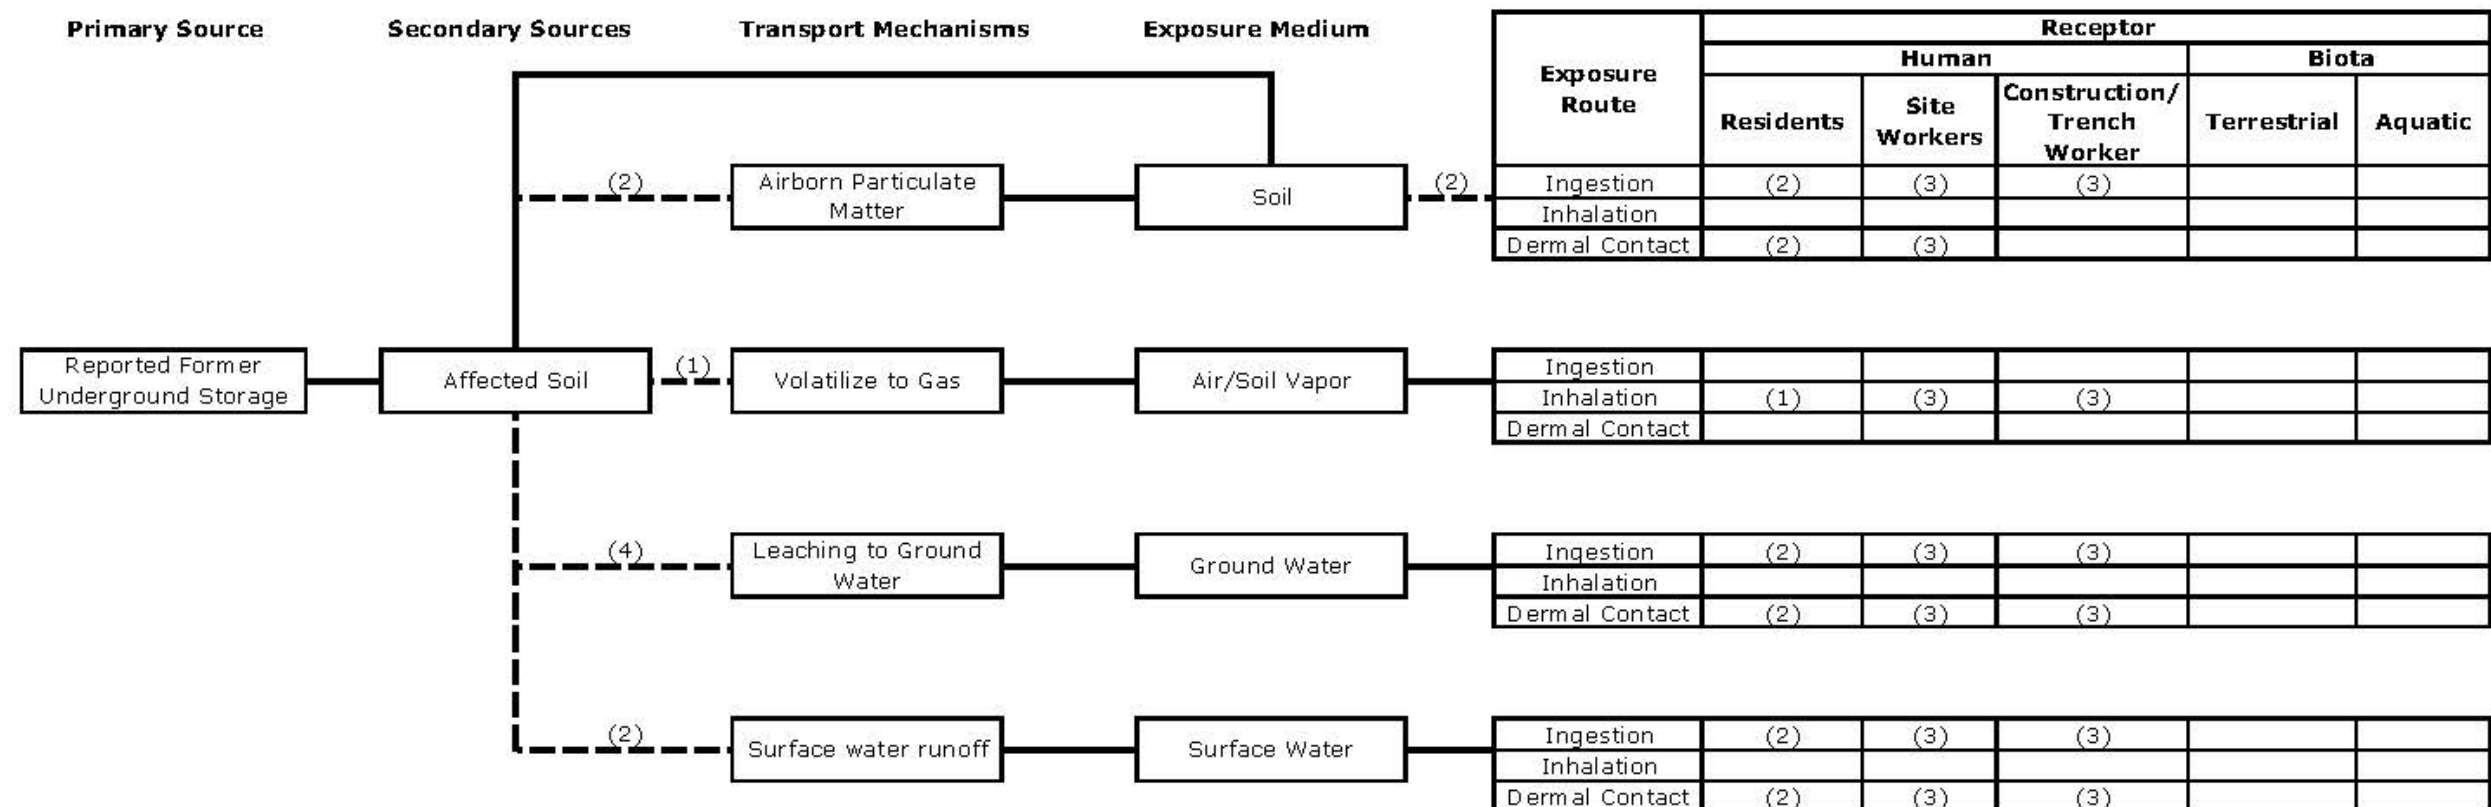 Primary Source
Secondary Sources
Transport Mechanisms
Exposure Medium
Exposure
Route
Receptor
Human
Biota
Residents
Site
Workers
Construction/
Trench
Worker
Terrestrial
Aquatic
(2)
Airborn Particulate
Matter
Soil
(2)
Ingestion (2) (3) (3)
Inhalation
Dermal Contact (2) (3)
Reported Former
Underground Storage
Affected Soil
(1)
Volatilize to Gas
Air/Soil Vapor
Ingestion
Inhalation (1) (3) (3)
Dermal Contact
(4)
Leaching to Ground
Water
Ground Water
Ingestion (2) (3) (3)
Inhalation
Dermal Contact (2) (3) (3)
(2)
Surface water runoff
Surface Water
Ingestion (2) (3) (3)
Inhalation
Dermal Contact (2) (3) (3)